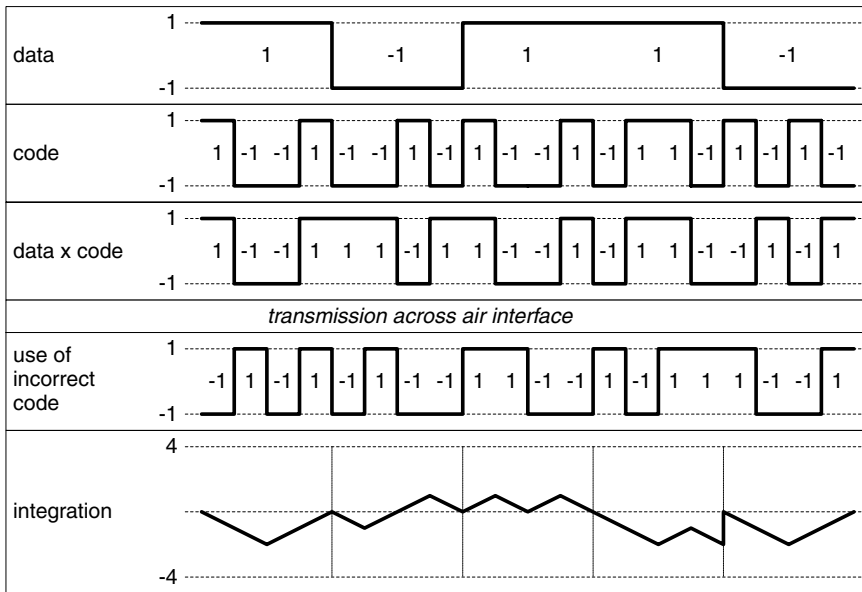 1
data 1 -1 1 1 -1
-1
1
code 1 -1 -1 1 -1 -1 1 -1 1 -1 -1 1 -1 1 1 -1 1 -1 1 -1
-1
1
data x code 1 -1 -1 1 1 1 -1 1 1 -1 -1 1 -1 1 1 -1 -1 1 -1 1
-1
transmission across air interface
use of 1
incorrect -1 1 -1 1 -1 1 -1 -1 1 1 -1 -1 1 -1 1 1 1 -1 -1 1
code
-1
4
integration
-4